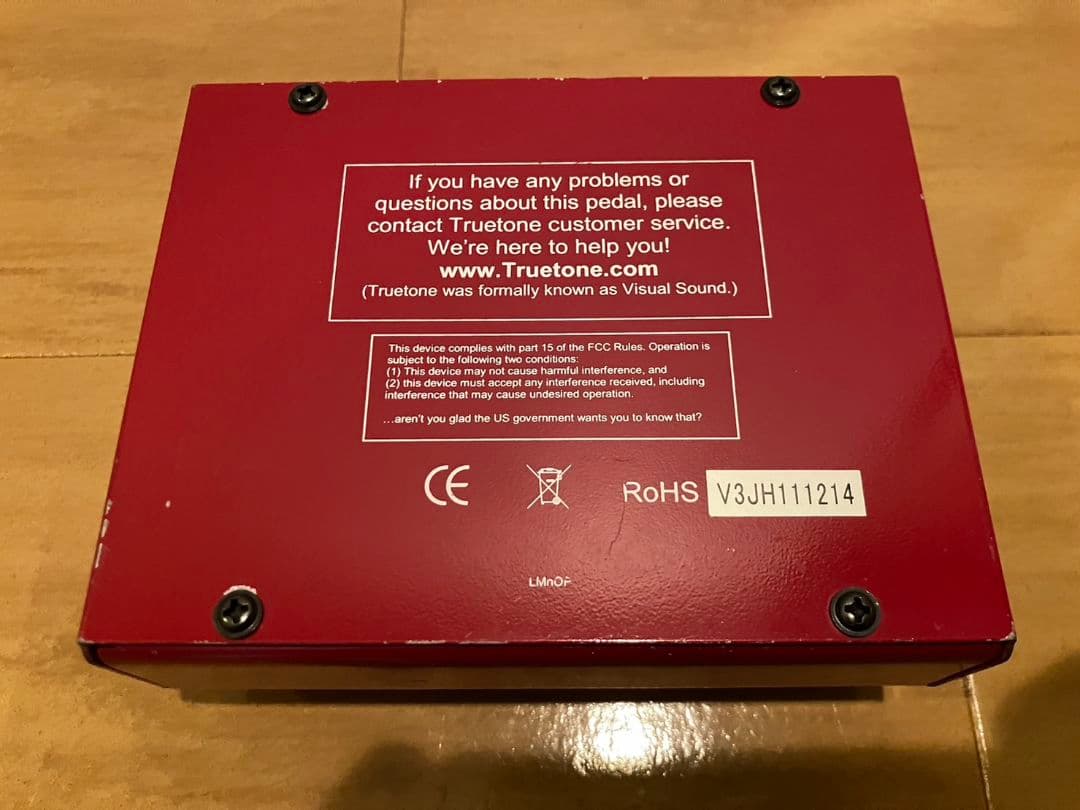 If you have any problems or
questions about this pedal, please
contact Truetone customer service.
We're here to help you!
www.Truetone.com
(Truetone was formally known as Visual Sound.)
This device complies with part 15 of the FCC Rules. Operation is
subject to the following two conditions:
(1) This device may not cause harmful interference, and
(2) this device must accept any interference received, including
interference that may cause undesired operation.
...aren't you glad the US government wants you to know that?
CE
RoHS V3JH111214
LMnOP